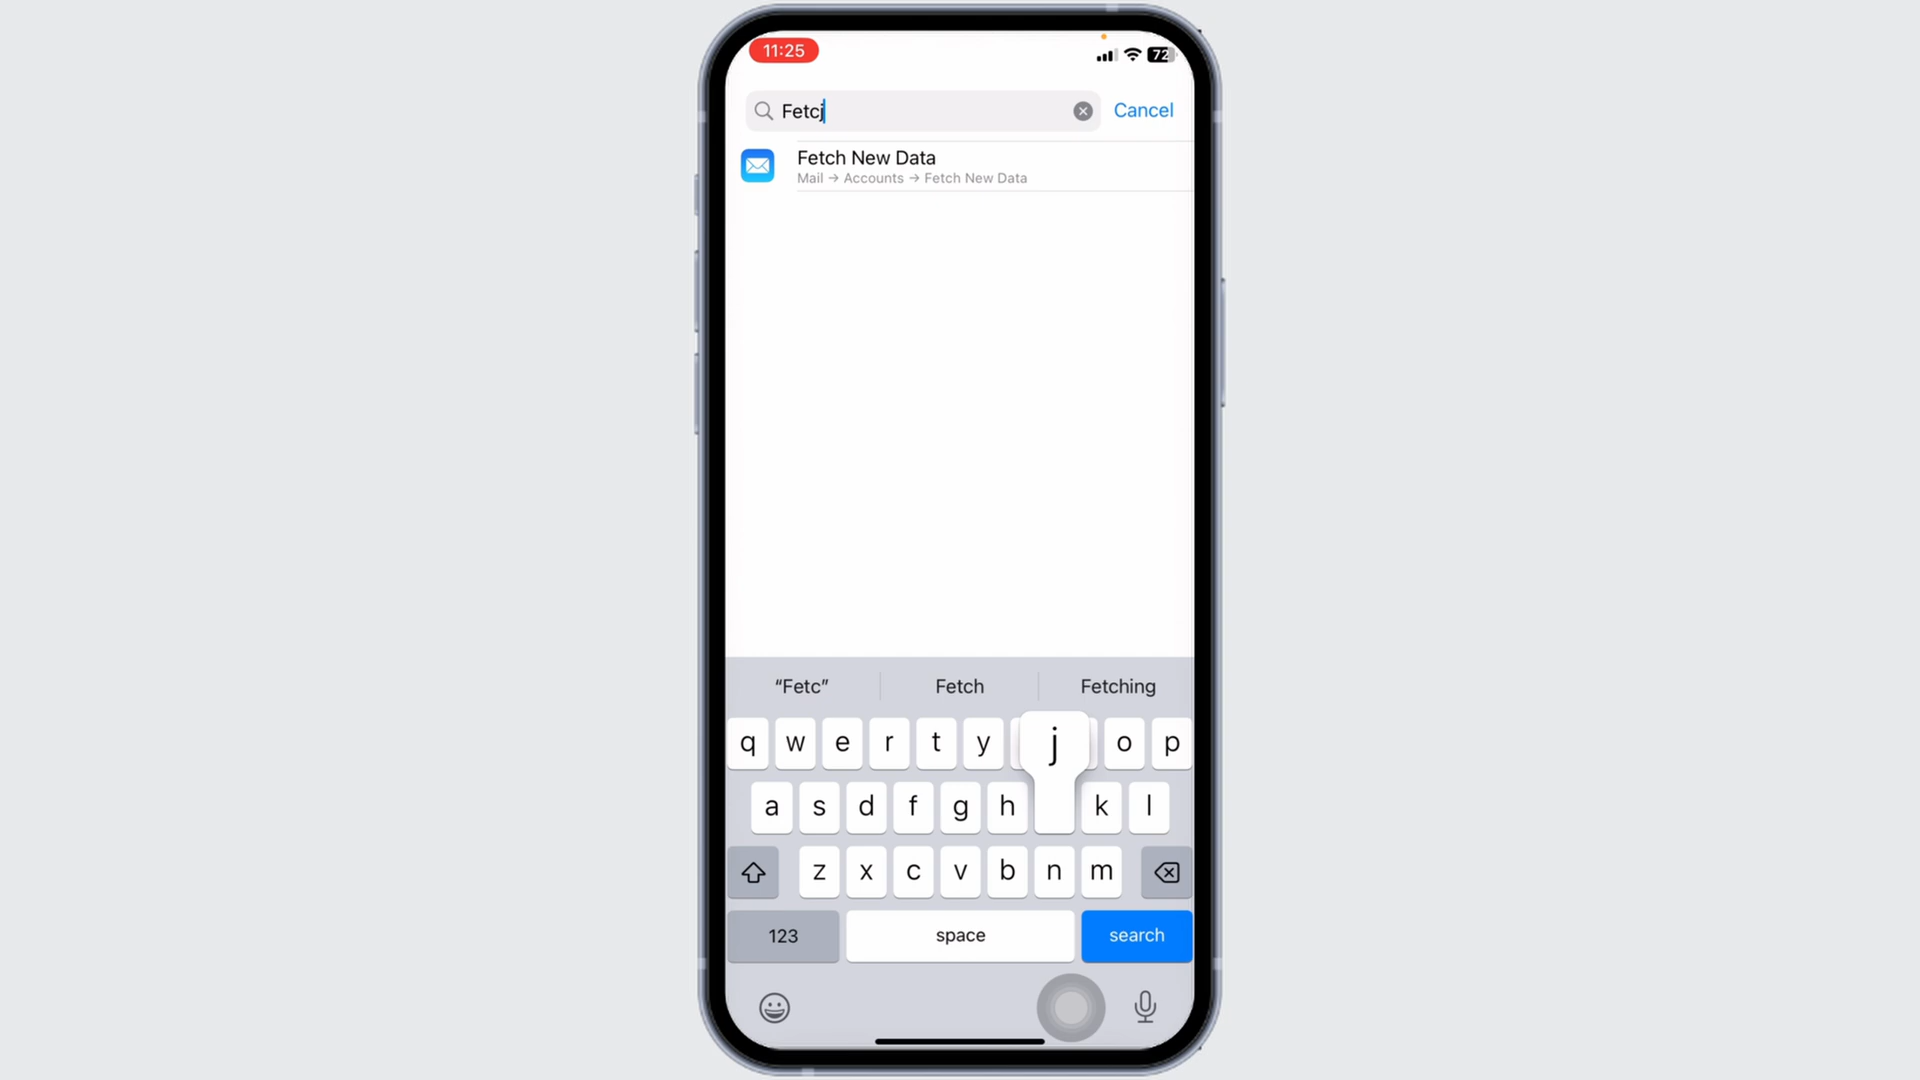 11:25
72
Fetcj
Cancel
Fetch New Data
Mail → Accounts → Fetch New Data
“Fetc” Fetch Fetching
q w e r t y j o p
a s d f g h k l
z x c v b n m
123 space search